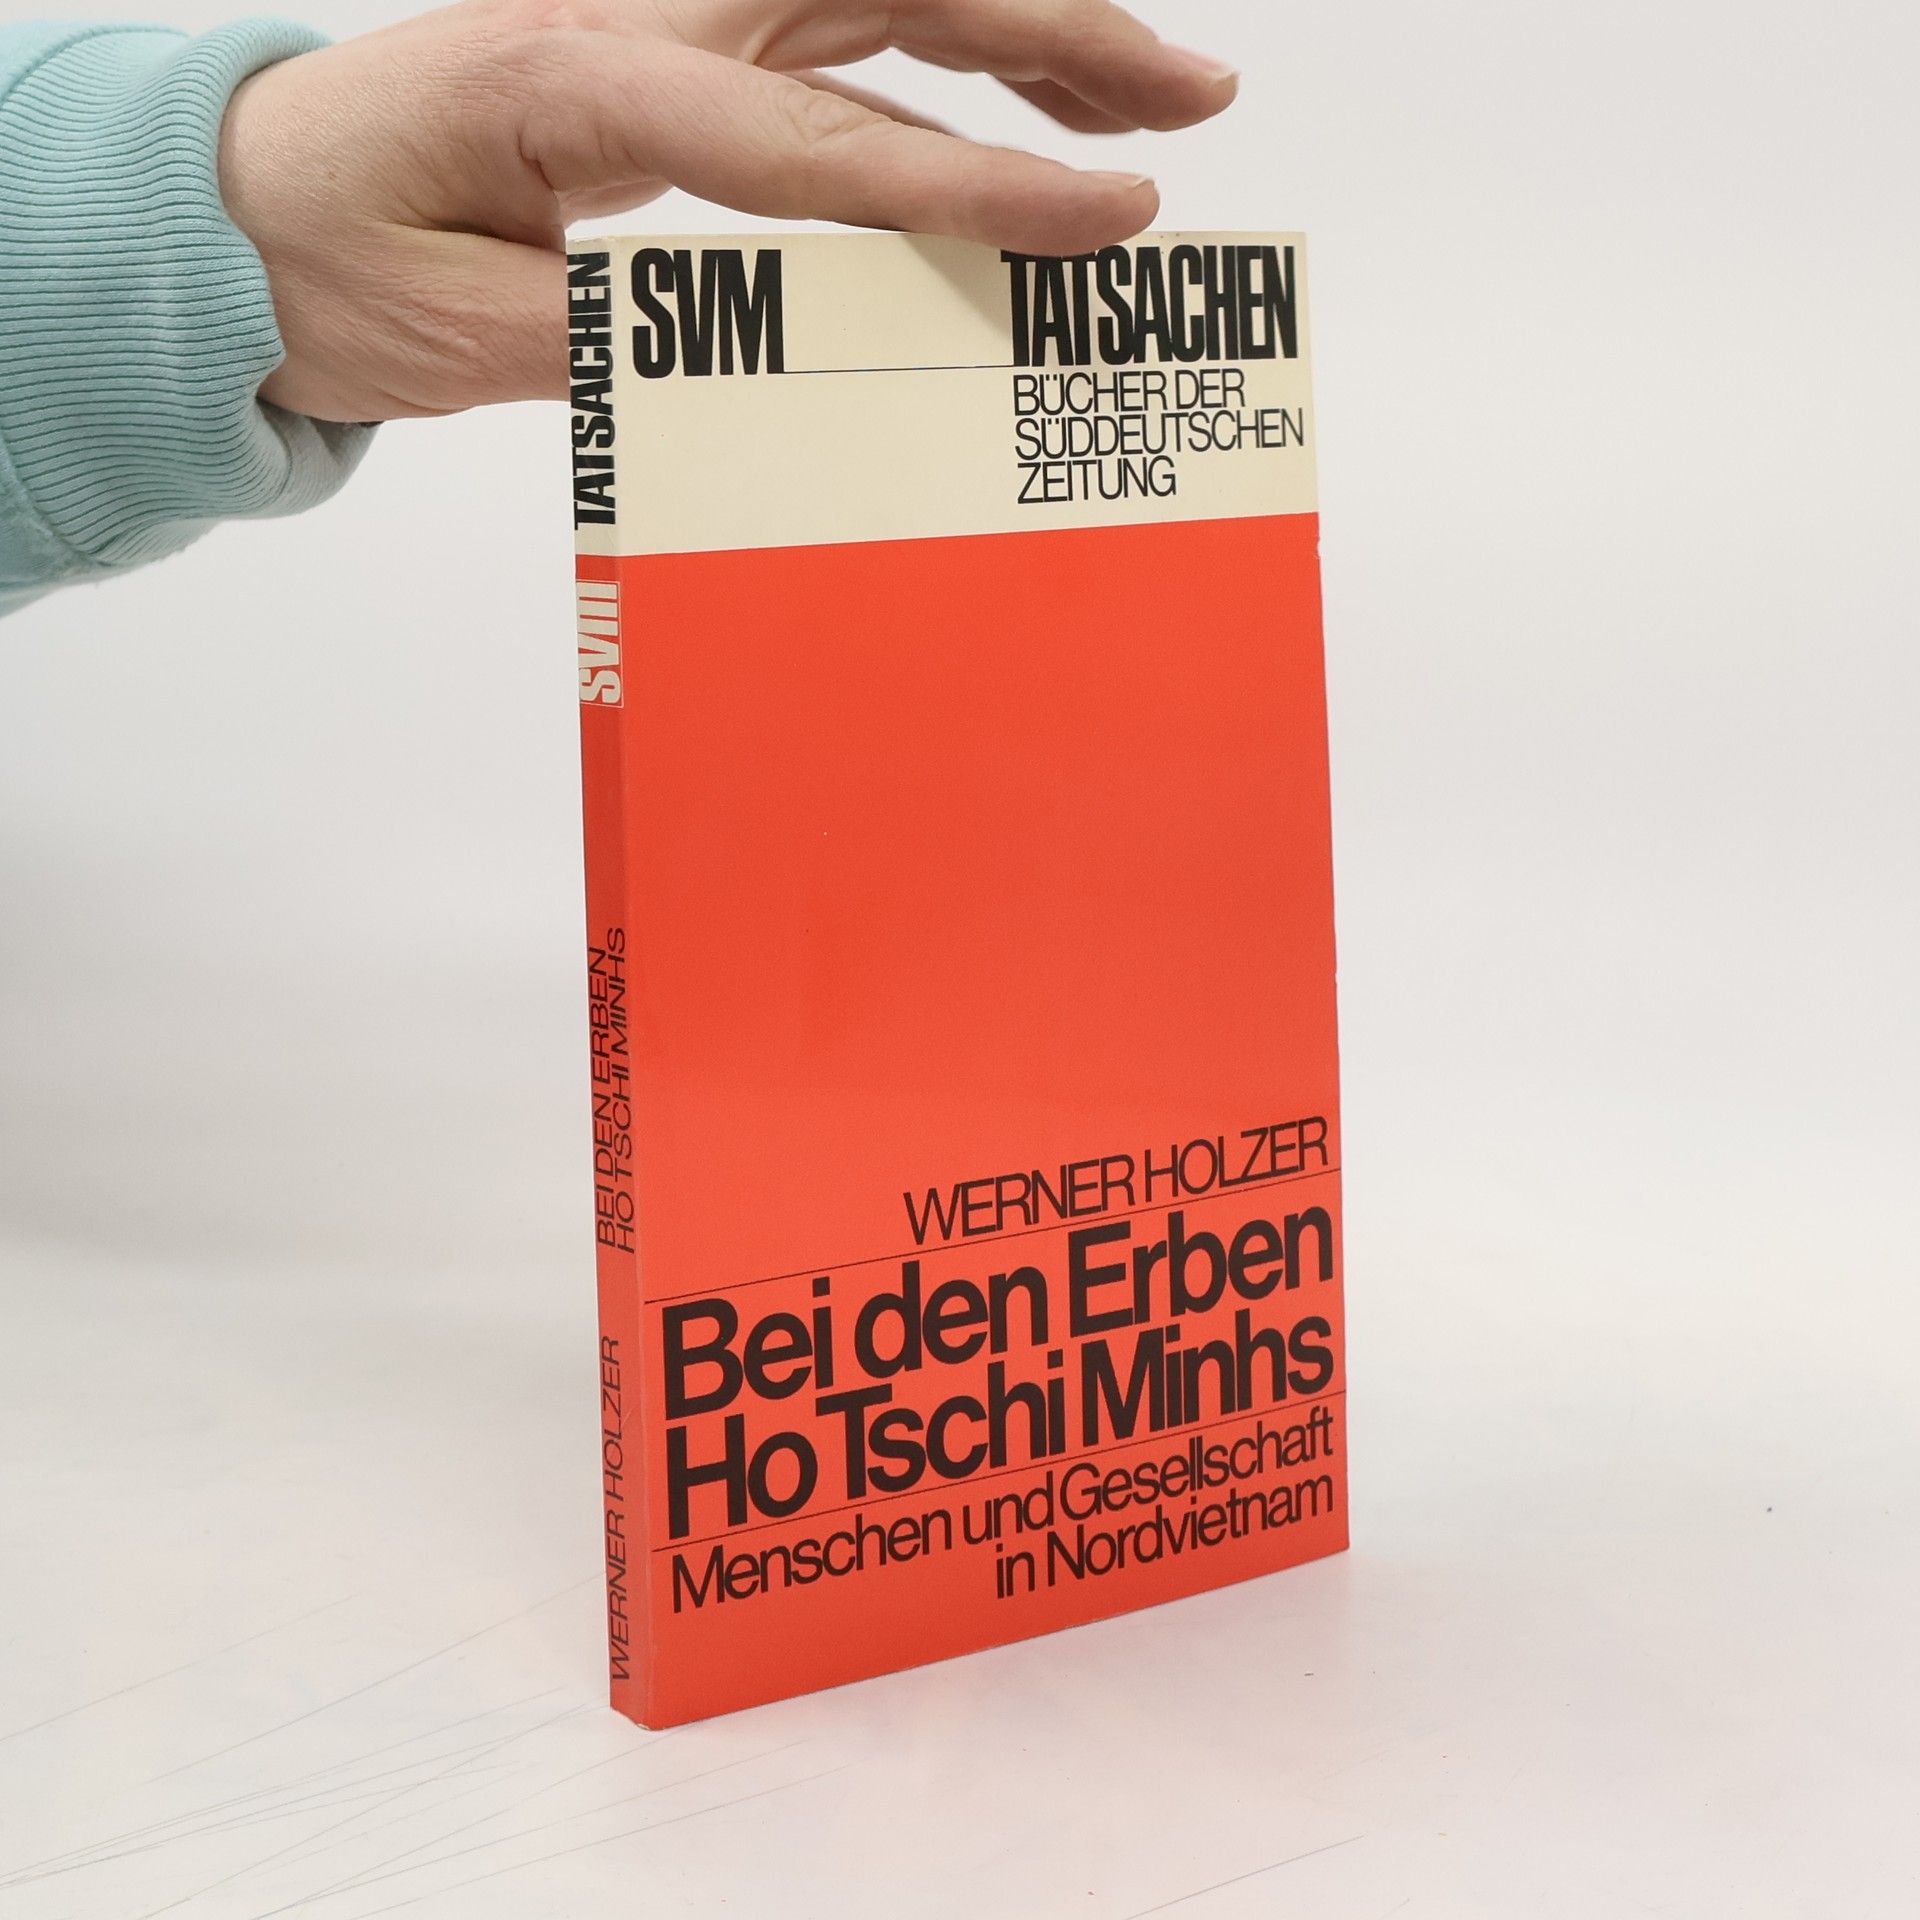 SVM
TATSACHEN
BÜCHER DER
SÜDDEUTSCHEN
ZEITUNG
WERNER HOLZER
Bei den Erben
Ho Tschi Minhs
Menschen und Gesellschaft
in Nordvietnam
TATSACHEN
SVM
BEI DEN ERBEN
HO TSCHI MINHS
WERNER HOLZER